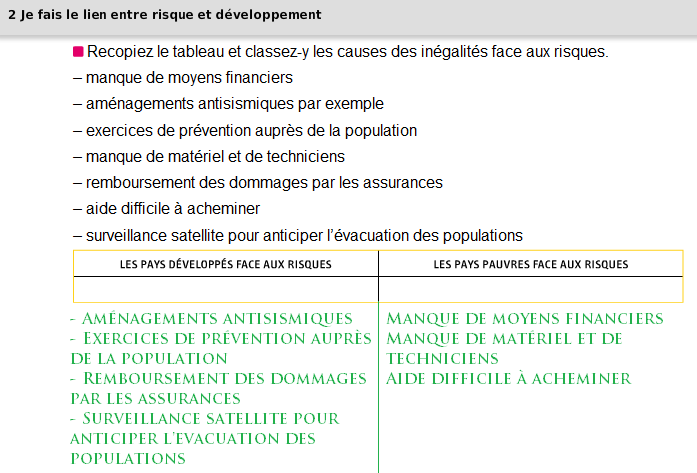 2 Je fais le lien entre risque et développement
Recopiez le tableau et classez-y les causes des inégalités face aux risques.
– manque de moyens financiers
– aménagements antisismiques par exemple
– exercices de prévention auprès de la population
– manque de matériel et de techniciens
– remboursement des dommages par les assurances
– aide difficile à acheminer
– surveillance satellite pour anticiper l'évacuation des populations
LES PAYS DÉVELOPPÉS FACE AUX RISQUES
- Aménagements antisismiques
- Exercices de prévention auprès
de la population
- Remboursement des dommages
par les assurances
- Surveillance satellite pour
anticiper l'evacuation des
populations
LES PAYS PAUVRES FACE AUX RISQUES
Manque de moyens financiers
Manque de matériel et de
techniciens
Aide difficile à acheminer